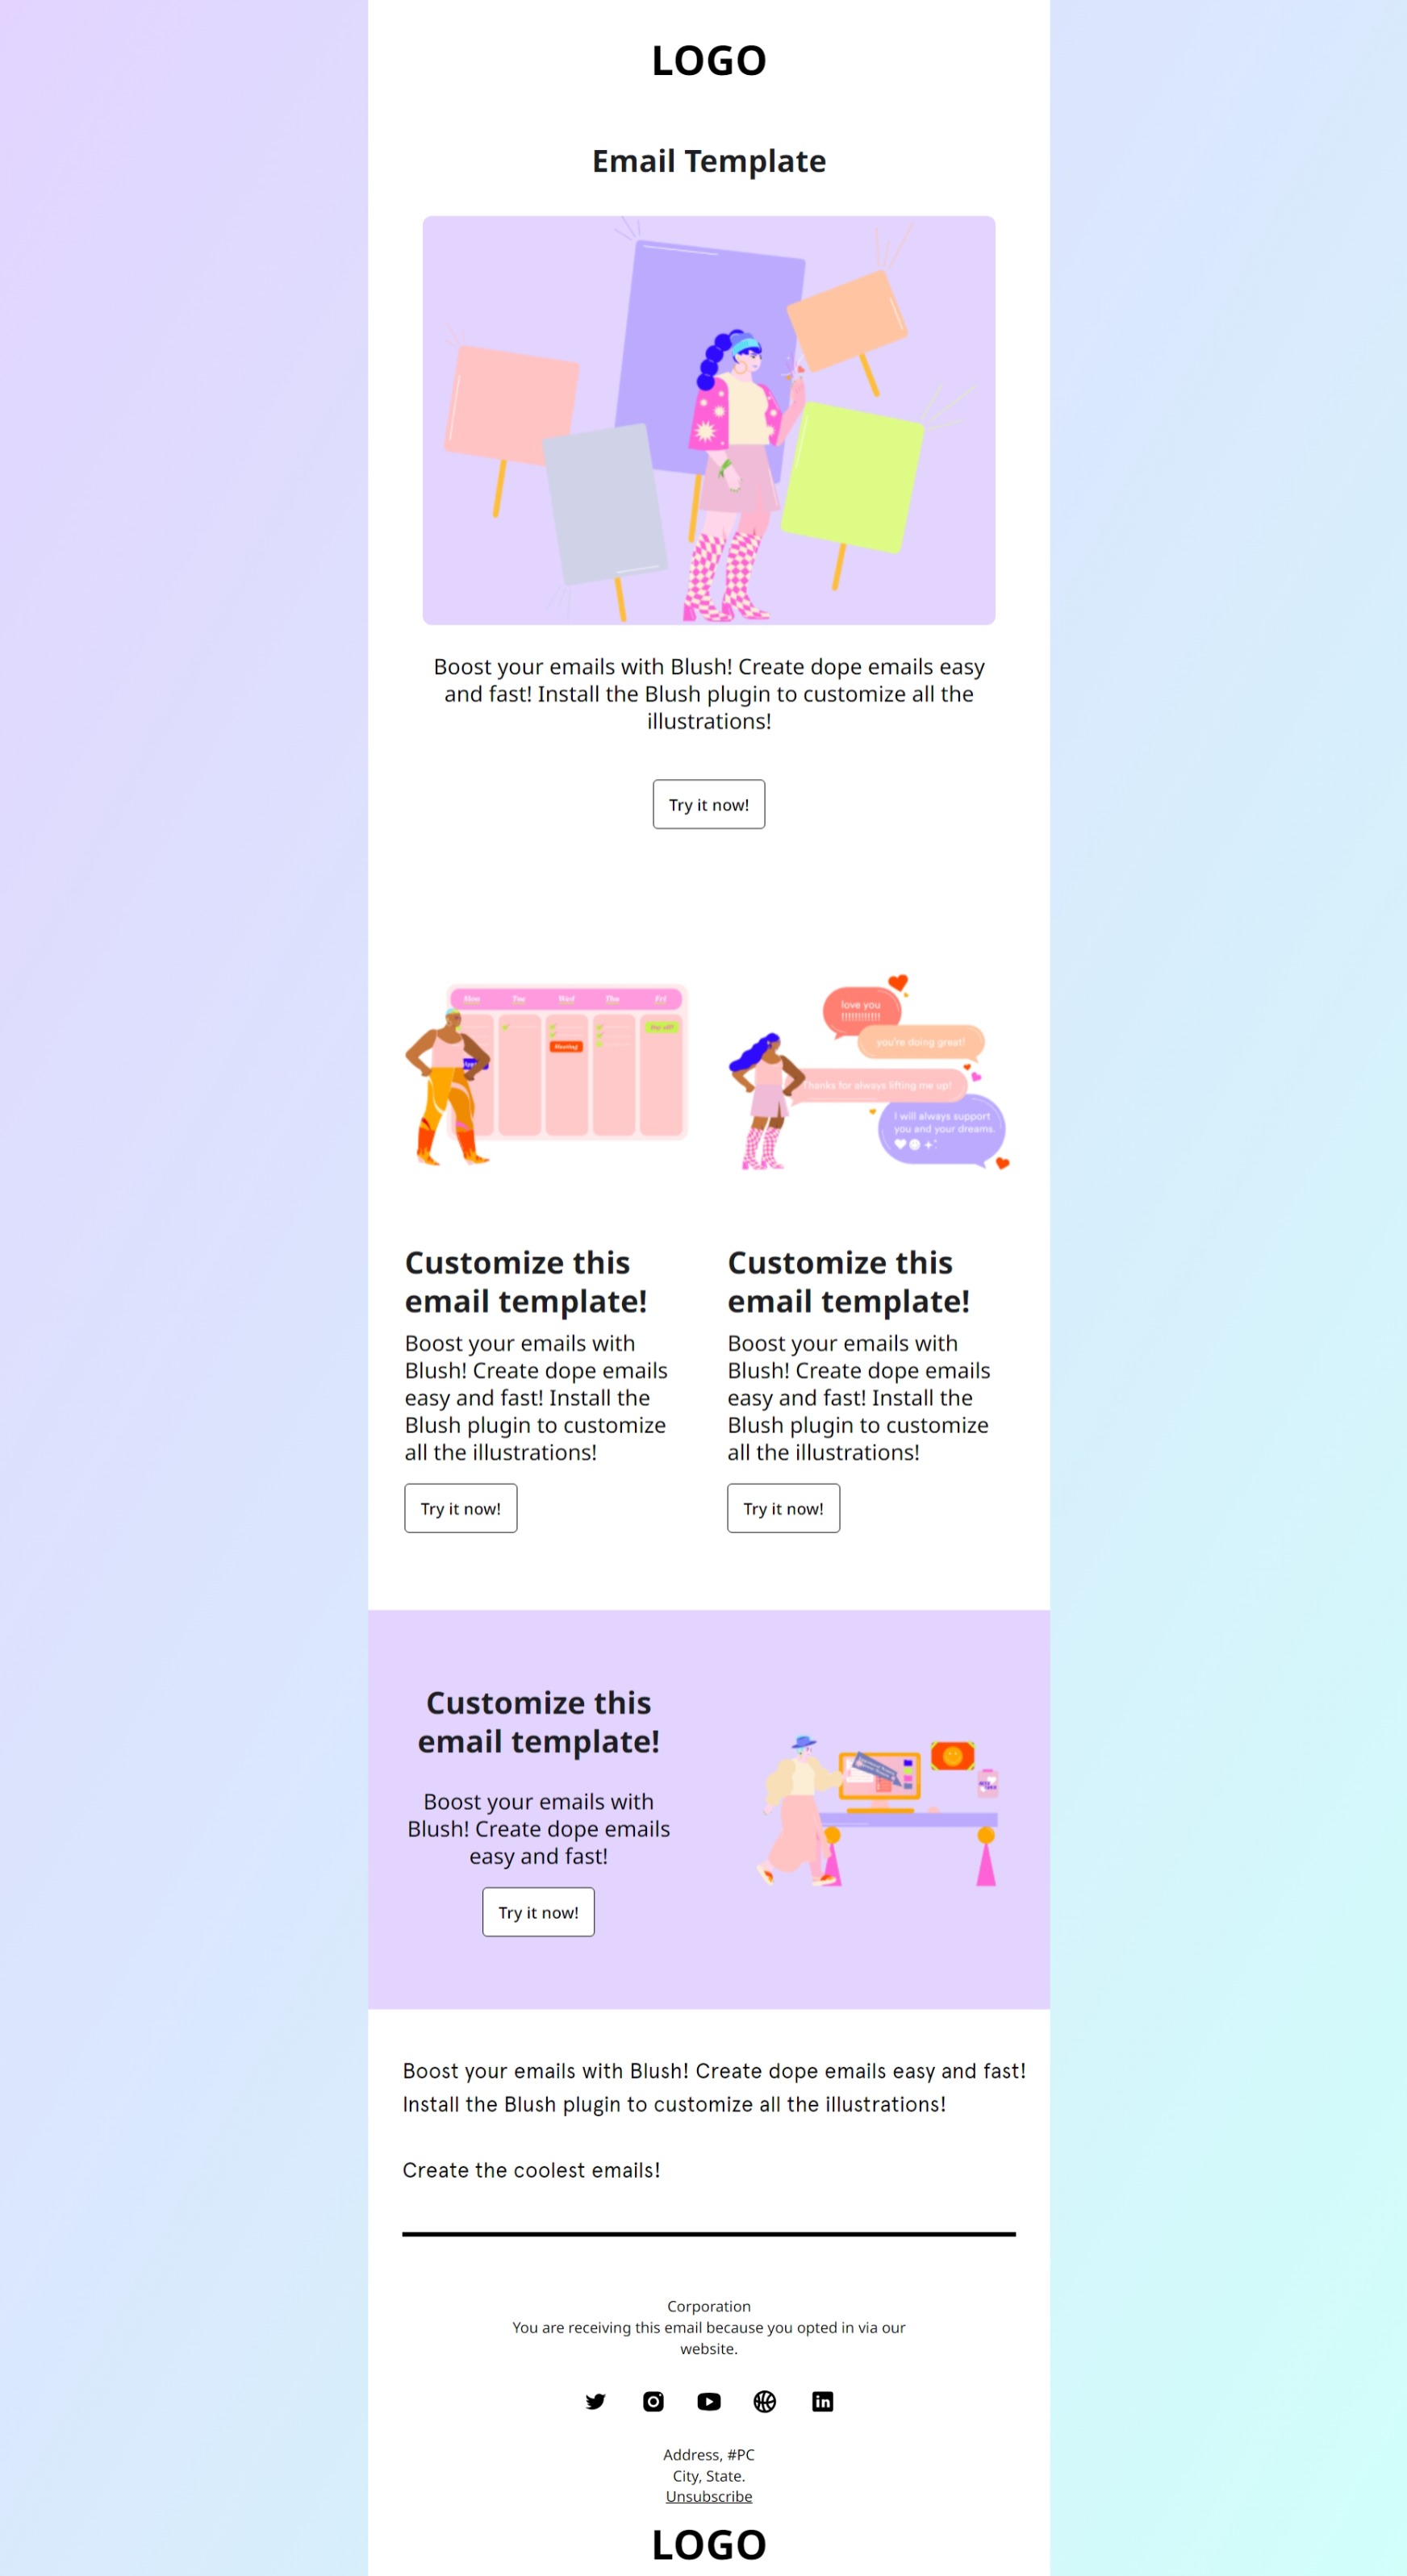 LOGO
Email Template
Boost your emails with Blush! Create dope emails easy
and fast! Install the Blush plugin to customize all the
illustrations!
Try it now!
Mon Tue Wed Thu Fri
Day off!
Meeting
love you
!!!!!!!!!!!!
you're doing great!
Thanks for always lifting me up!
I will always support
you and your dreams.
Customize this
email template!
Boost your emails with
Blush! Create dope emails
easy and fast! Install the
Blush plugin to customize
all the illustrations!
Try it now!
Customize this
email template!
Boost your emails with
Blush! Create dope emails
easy and fast! Install the
Blush plugin to customize
all the illustrations!
Try it now!
Customize this
email template!
Boost your emails with
Blush! Create dope emails
easy and fast!
Try it now!
Boost your emails with Blush! Create dope emails easy and fast!
Install the Blush plugin to customize all the illustrations!
Create the coolest emails!
Corporation
You are receiving this email because you opted in via our
website.
in
Address, #PC
City, State.
Unsubscribe
LOGO